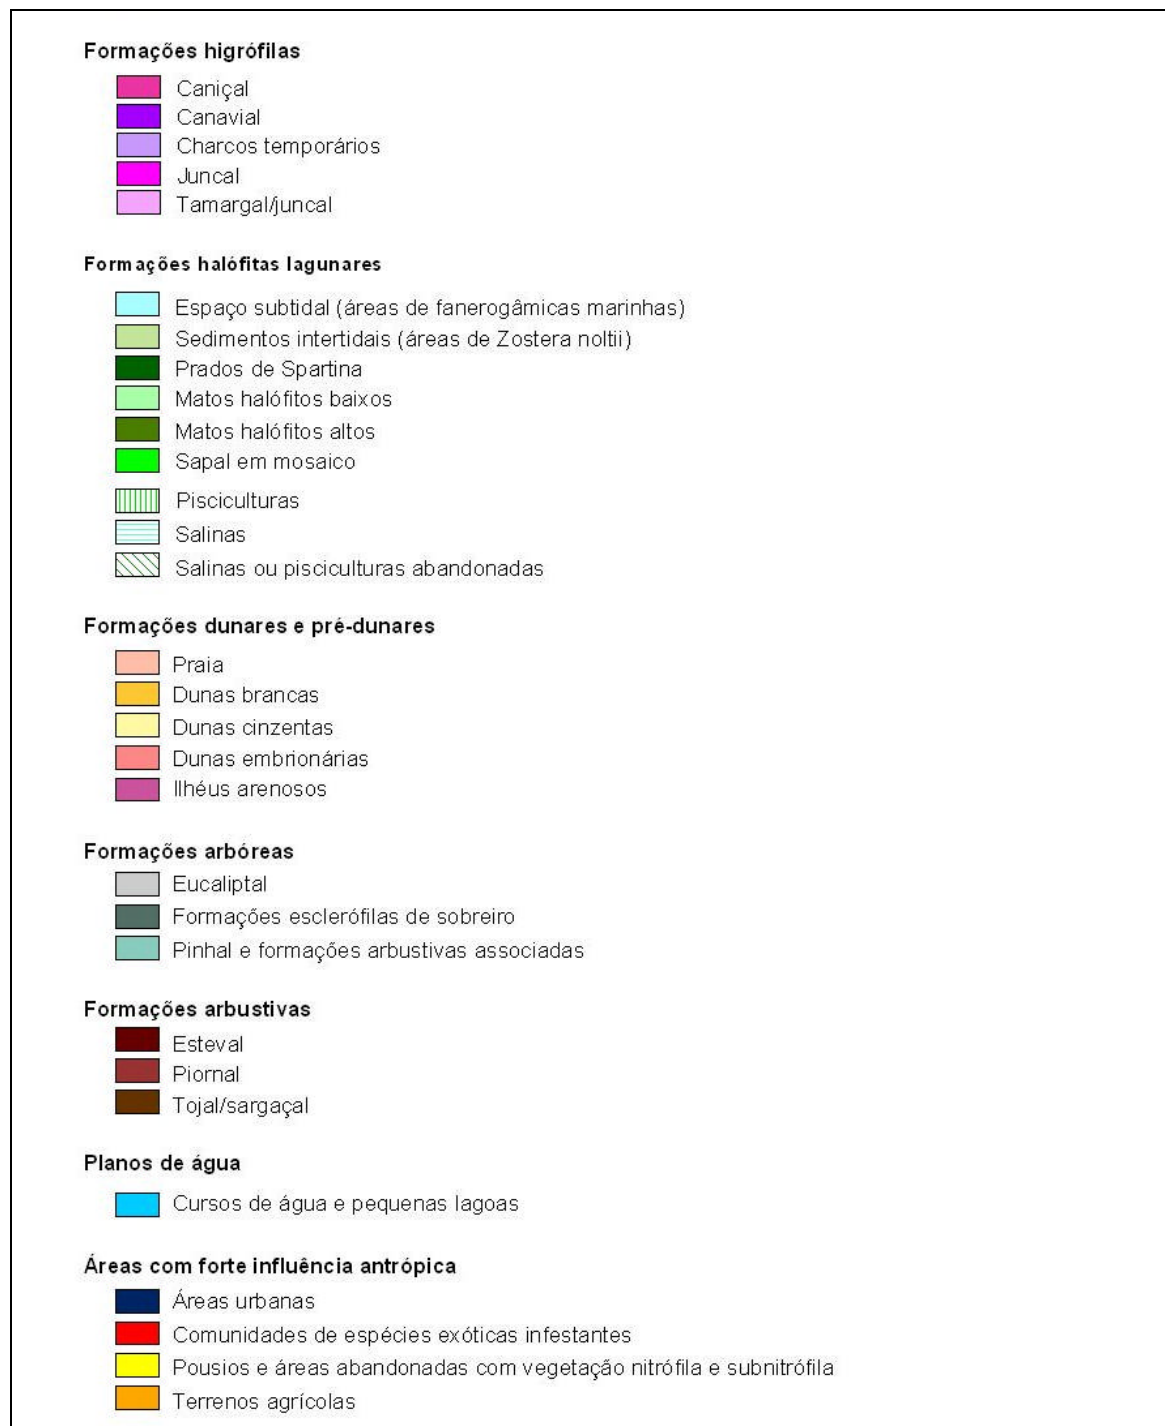 Formações higrófilas
Caniçal
Canavial
Charcos temporários
Juncal
Tamargal/juncal
Formações halófitas lagunares
Espaço subtidal (áreas de fanerogâmicas marinhas)
Sedimentos intertidais (áreas de Zostera noltii)
Prados de Spartina
Matos halófitos baixos
Matos halófitos altos
Sapal em mosaico
Pisciculturas
Salinas
Salinas ou pisciculturas abandonadas
Formações dunares e pré-dunares
Praia
Dunas brancas
Dunas cinzentas
Dunas embrionárias
Ilhéus arenosos
Formações arbóreas
Eucaliptal
Formações esclerófilas de sobreiro
Pinhal e formações arbustivas associadas
Formações arbustivas
Esteval
Piornal
Tojal/sargaçal
Planos de água
Cursos de água e pequenas lagoas
Áreas com forte influência antrópica
Áreas urbanas
Comunidades de espécies exóticas infestantes
Pousios e áreas abandonadas com vegetação nitrófila e subnitrófila
Terrenos agrícolas